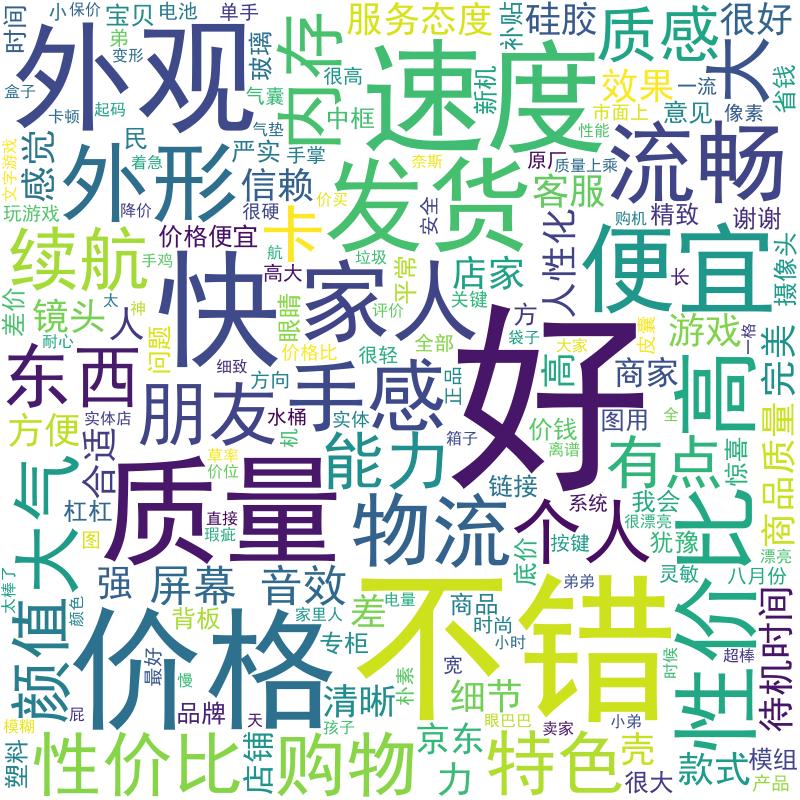 小
保价
宝贝
电池
单手
服务态度
补贴
硅胶
质感
很好
时间
弟
变形
玻璃
外观
内存
很高
速度
新机
效果
一流
大
省钱
盒子
卡顿
起码
气囊
中框
市面上
意见
像素
性能
文字游戏
感觉
民
着急
气垫
严实
手掌
奈斯
原厂
质量上乘
流畅
外形
信赖
发货
客服
玩游戏
降价
很硬
卡
价买
安全
购机
精致
谢谢
续航
手鸡
价格便宜
航
垃圾
平常
店家
人性化
便宜
摄像头
高大
快
家人
关键
长
差价
镜头
太
神
人
眼睛
评价
方
游戏
一格
完美
耐心
问题
细致
价格比
很轻
全部
袋子
大家
皮囊
好
高
商家
东西
朋友
方向
手感
正品
方便
实体店
水桶
实体
箱子
价钱
图用
全
合适
机
能力
离谱
有
点
惊喜
商品质量
大气
杠杠
草率
价位
质量
直接
瑕疵
物流
链接
系统
个人
我会
很漂亮
性价比
图
底价
按键
犹豫
漂亮
太棒了
颜色
强
屏幕
音效
弟弟
不错
灵敏
八月份
颜值
价格
背板
差
电量
家里人
商品
时尚
小时
待机时间
专柜
最好
慢
朴素
宽
时候
超棒
模糊
屁
品牌
天
清晰
细节
眼巴巴
小弟
孩子
卖家
塑料
性价比
店铺
购物
京东
力
特色
壳
很大
款式
模组
产品